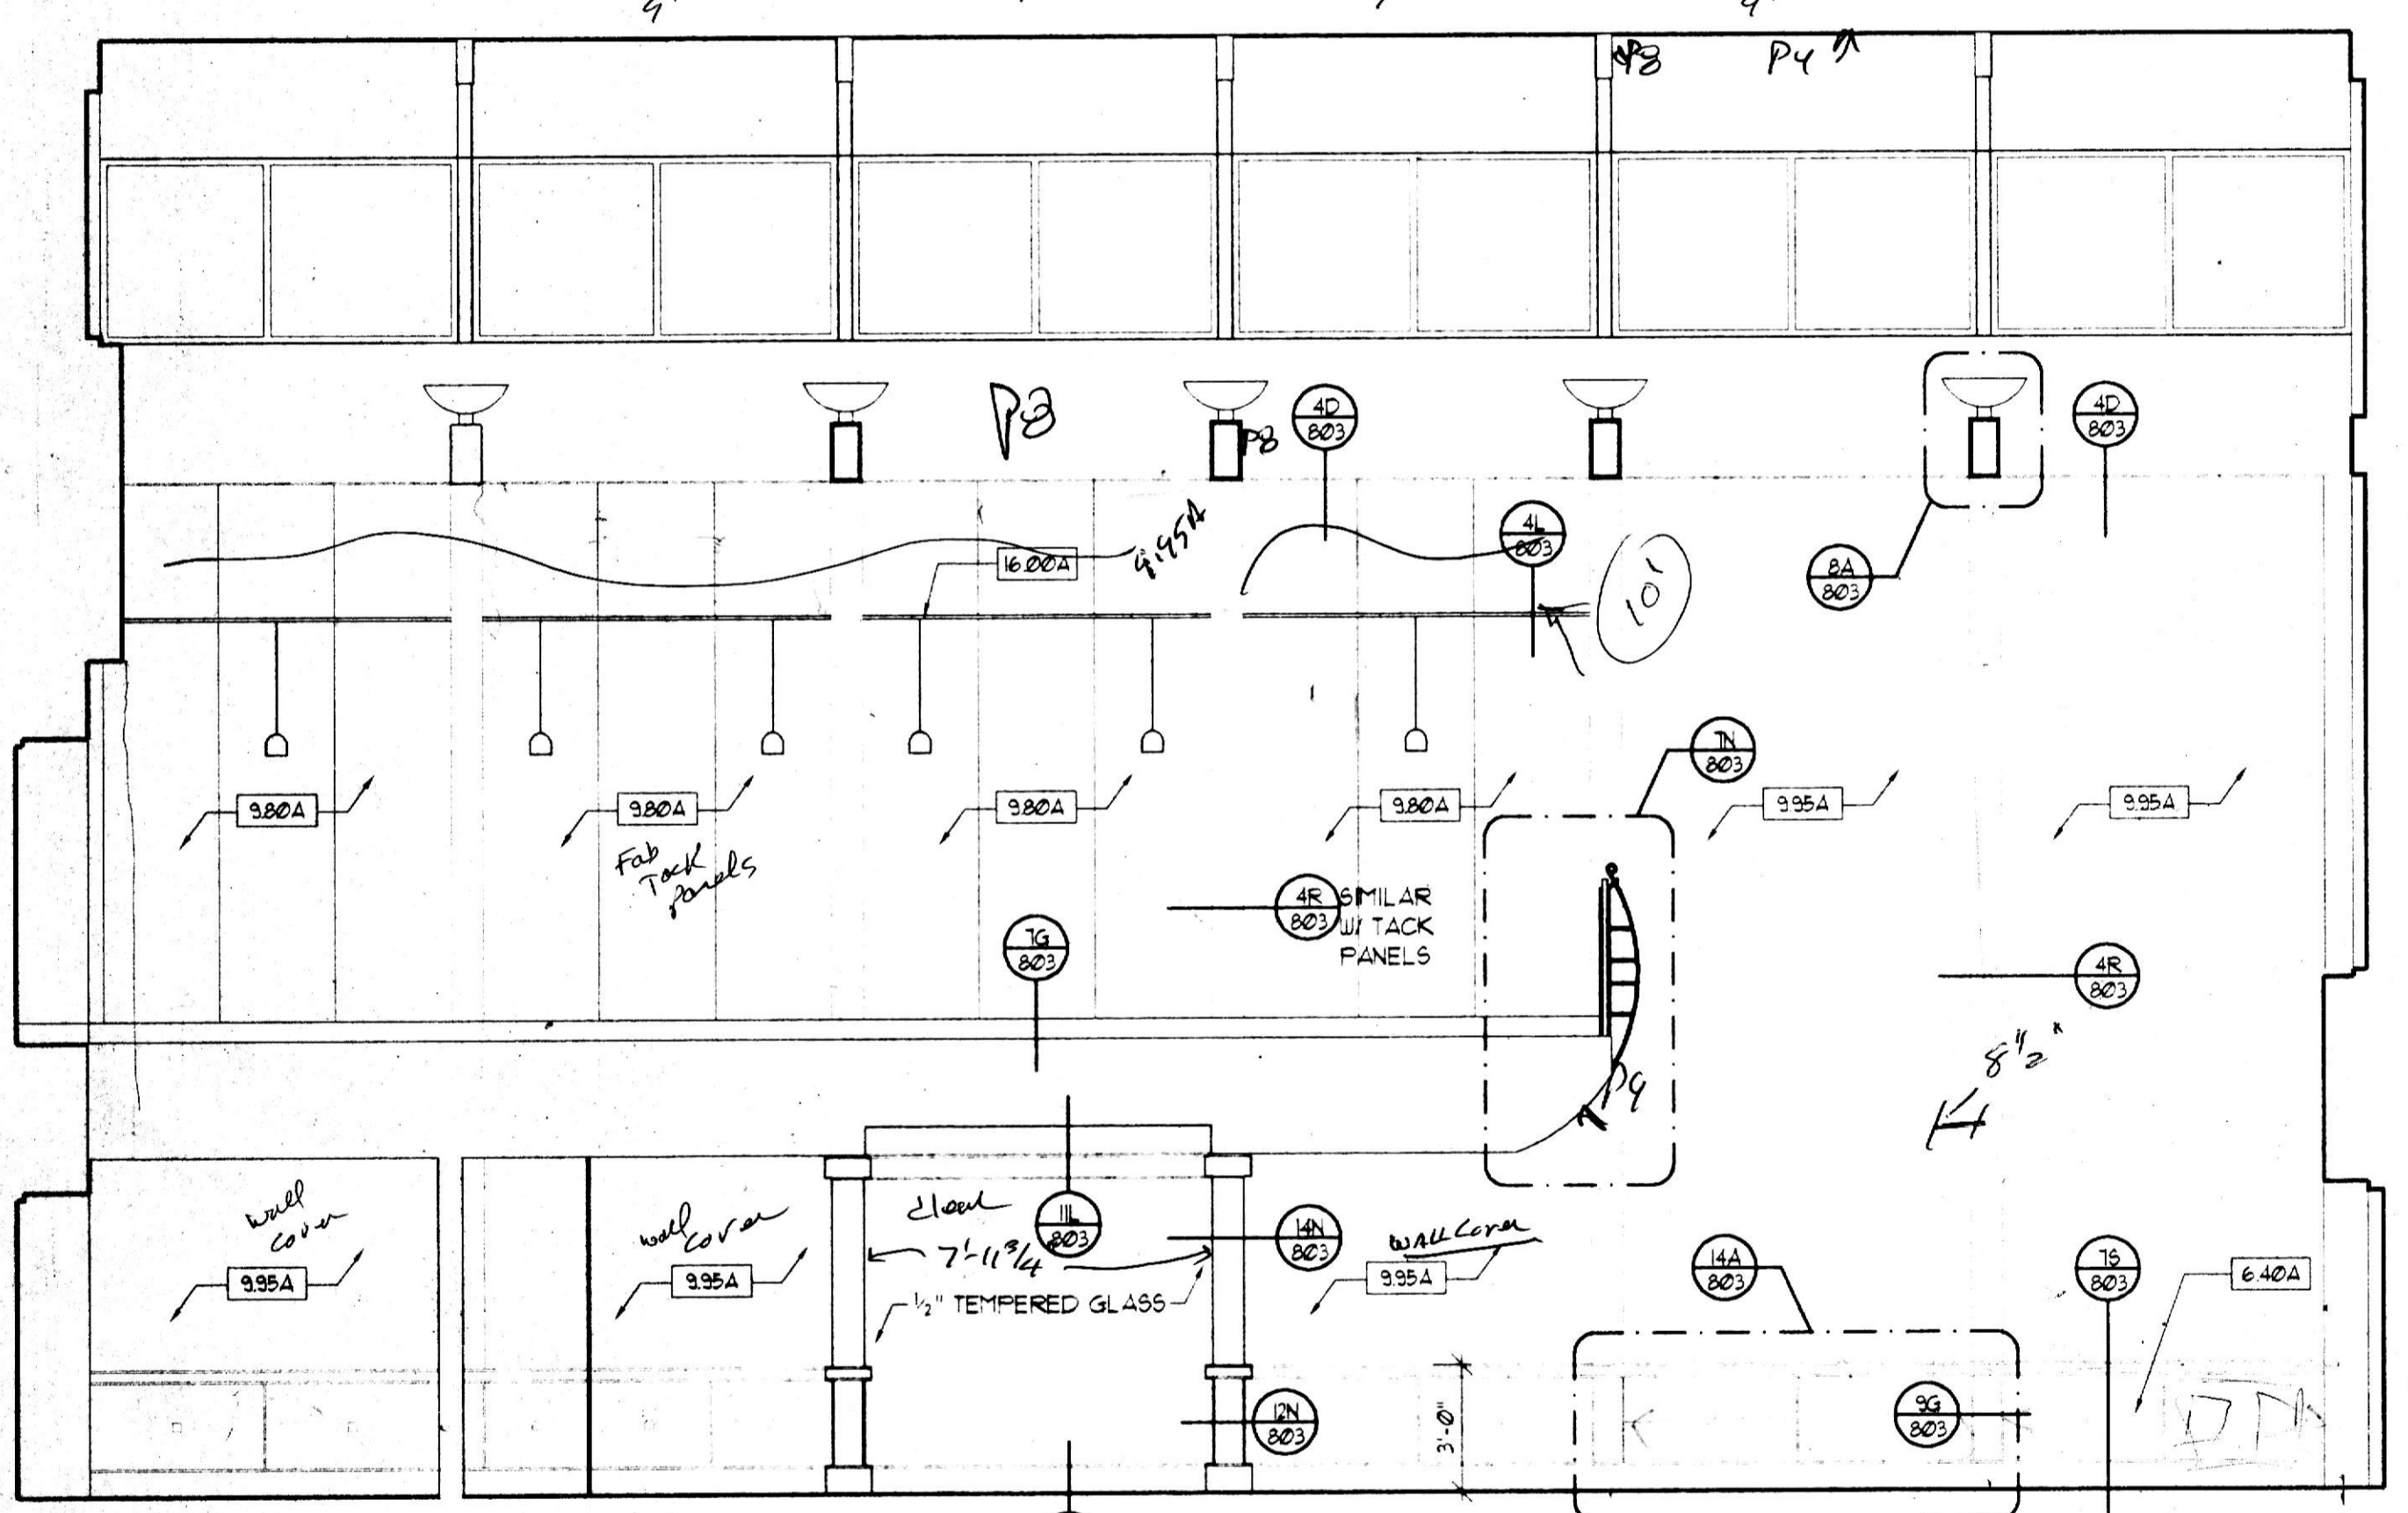 P8
P4
P8
P8
4D
803
4D
803
4L
803
16.00A
9.95A
101
8A
803
7N
803
9.80A
9.80A
9.80A
9.80A
9.95A
9.95A
Fab
Tack
panels
4R
803
SIMILAR
W/ TACK
PANELS
7G
803
4R
803
8 1/2"
P9
wall
cover
wall
cover
clear
11L
803
14N
803
WALL Cover
7'-11 3/4
9.95A
9.95A
9.95A
1/2" TEMPERED GLASS
14A
803
7S
803
6.40A
12N
803
3'-0"
9G
803